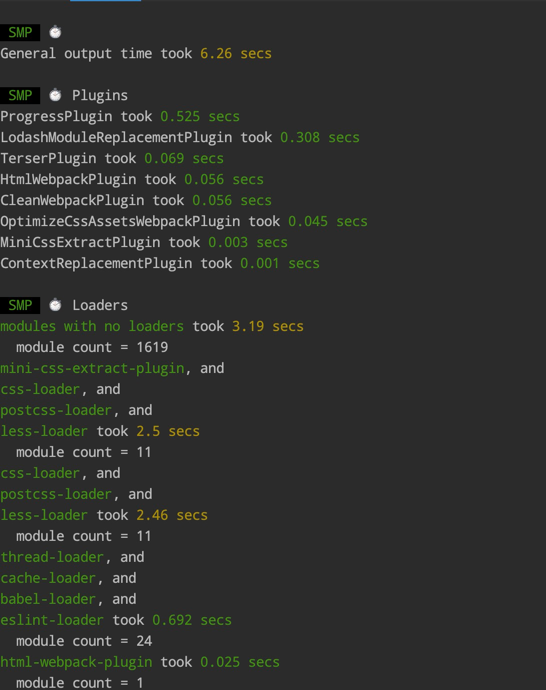 SMP ⏱
General output time took 6.26 secs
SMP ⏱ Plugins
ProgressPlugin took 0.525 secs
LodashModuleReplacementPlugin took 0.308 secs
TerserPlugin took 0.069 secs
HtmlWebpackPlugin took 0.056 secs
CleanWebpackPlugin took 0.056 secs
OptimizeCssAssetsWebpackPlugin took 0.045 secs
MiniCssExtractPlugin took 0.003 secs
ContextReplacementPlugin took 0.001 secs
SMP ⏱ Loaders
modules with no loaders took 3.19 secs
module count = 1619
mini-css-extract-plugin, and
css-loader, and
postcss-loader, and
less-loader took 2.5 secs
module count = 11
css-loader, and
postcss-loader, and
less-loader took 2.46 secs
module count = 11
thread-loader, and
cache-loader, and
babel-loader, and
eslint-loader took 0.692 secs
module count = 24
html-webpack-plugin took 0.025 secs
module count = 1